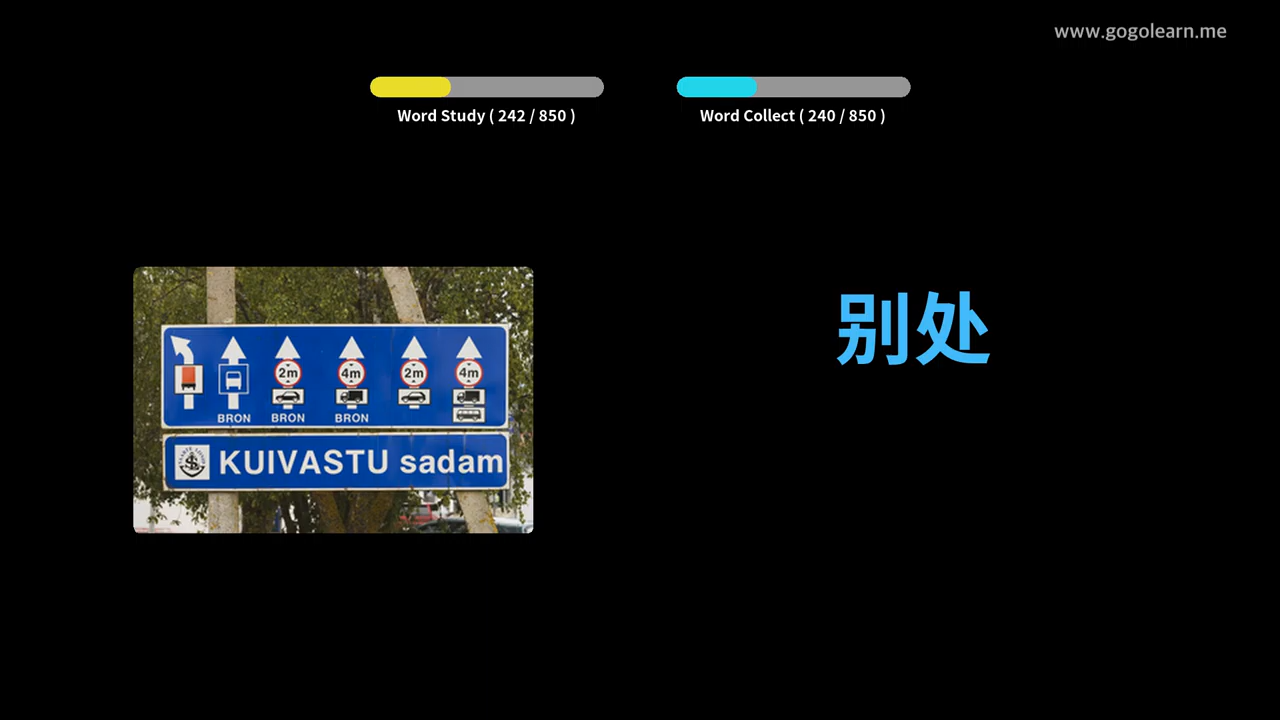 www.gogolearn.me
Word Study ( 242 / 850 )
Word Collect ( 240 / 850 )
别处
2m 4m 2m 4m
BRON BRON BRON
KUIVASTU sadam